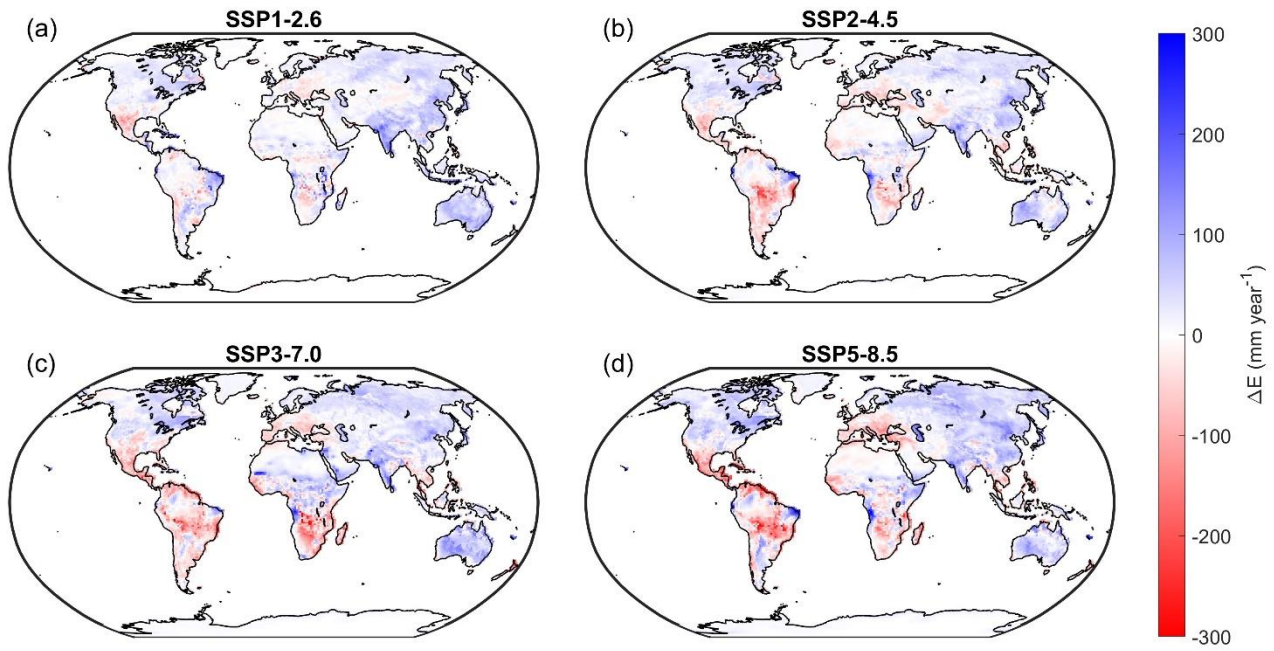 (a) SSP1-2.6
(b) SSP2-4.5
(c) SSP3-7.0
(d) SSP5-8.5
300
200
100
0
-100
-200
-300
ΔE (mm year⁻¹)